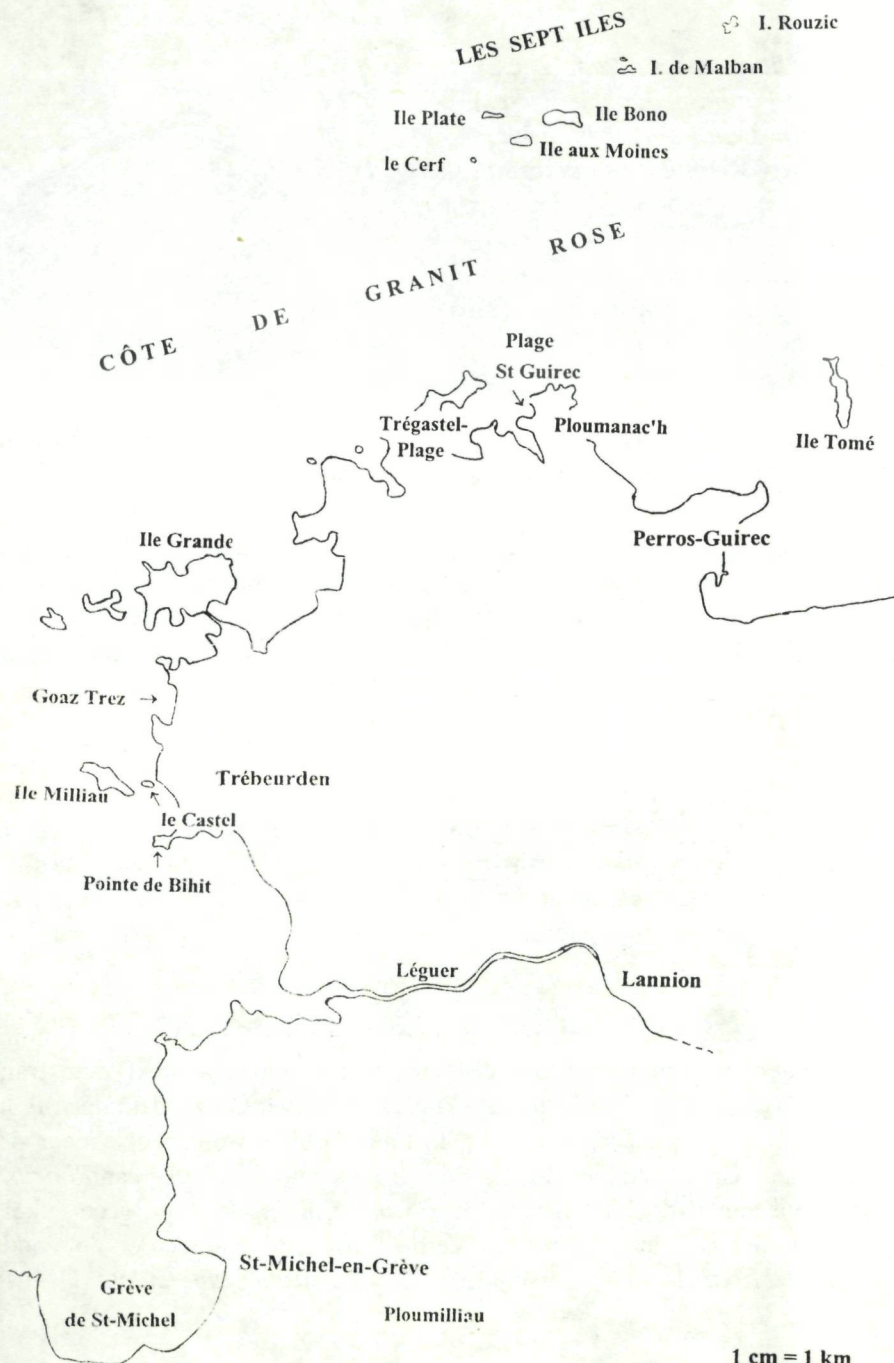 LES SEPT ILES
I. Rouzic
I. de Malban
Ile Plate
Ile Bono
Ile aux Moines
le Cerf
CÔTE DE GRANIT ROSE
Plage
St Guirec
Trégastel-
Plage
Ploumanac'h
Ile Tomé
Perros-Guirec
Ile Grande
Goaz Trez
Trébeurden
Ile Milliau
le Castel
Pointe de Bihit
Léguer
Lannion
St-Michel-en-Grève
Grève
de St-Michel
Ploumilliau
1 cm = 1 km